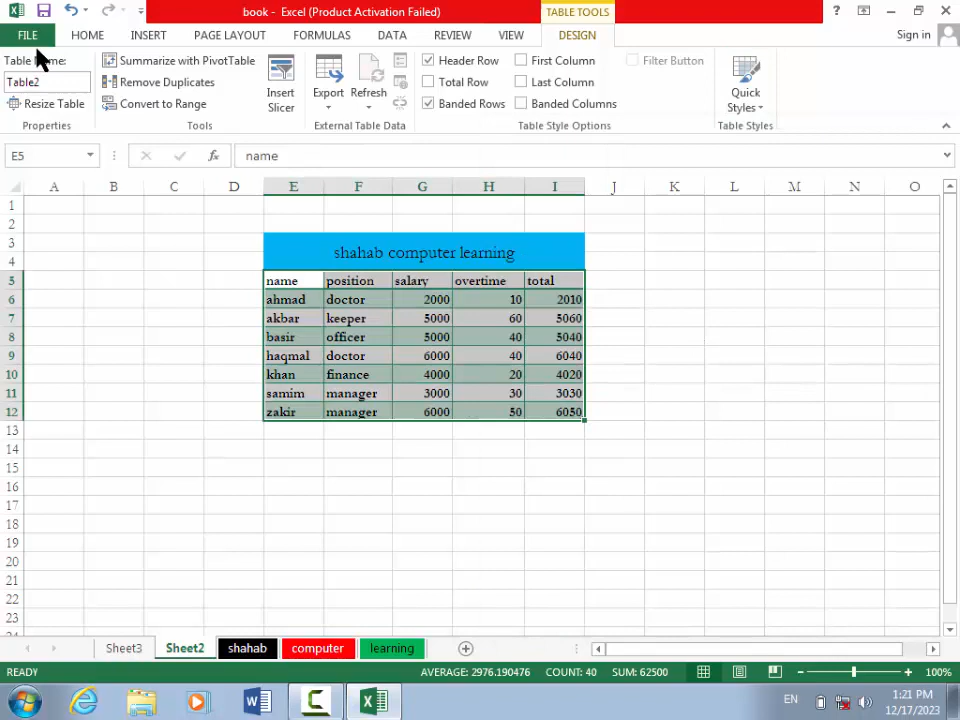 book - Excel (Product Activation Failed)
TABLE TOOLS
FILE HOME INSERT PAGE LAYOUT FORMULAS DATA REVIEW VIEW DESIGN Sign in
Table Name:
Table2
Resize Table
Properties
Summarize with PivotTable
Remove Duplicates
Convert to Range
Tools
Insert Slicer
Export Refresh
External Table Data
Header Row First Column Filter Button
Total Row Last Column
Banded Rows Banded Columns
Table Style Options
Quick Styles
Table Styles
E5 fx name
A B C D E F G H I J K L M N O
1
2
3
shahab computer learning
4
5 name position salary overtime total
6 ahmad doctor 2000 10 2010
7 akbar keeper 5000 60 5060
8 basir officer 5000 40 5040
9 haqmal doctor 6000 40 6040
10 khan finance 4000 20 4020
11 samim manager 3000 30 3030
12 zakir manager 6000 50 6050
13
14
15
16
17
18
19
20
21
22
23
24
Sheet3 Sheet2 shahab computer learning
READY AVERAGE: 2976.190476 COUNT: 40 SUM: 62500 100%
EN 1:21 PM
12/17/2023